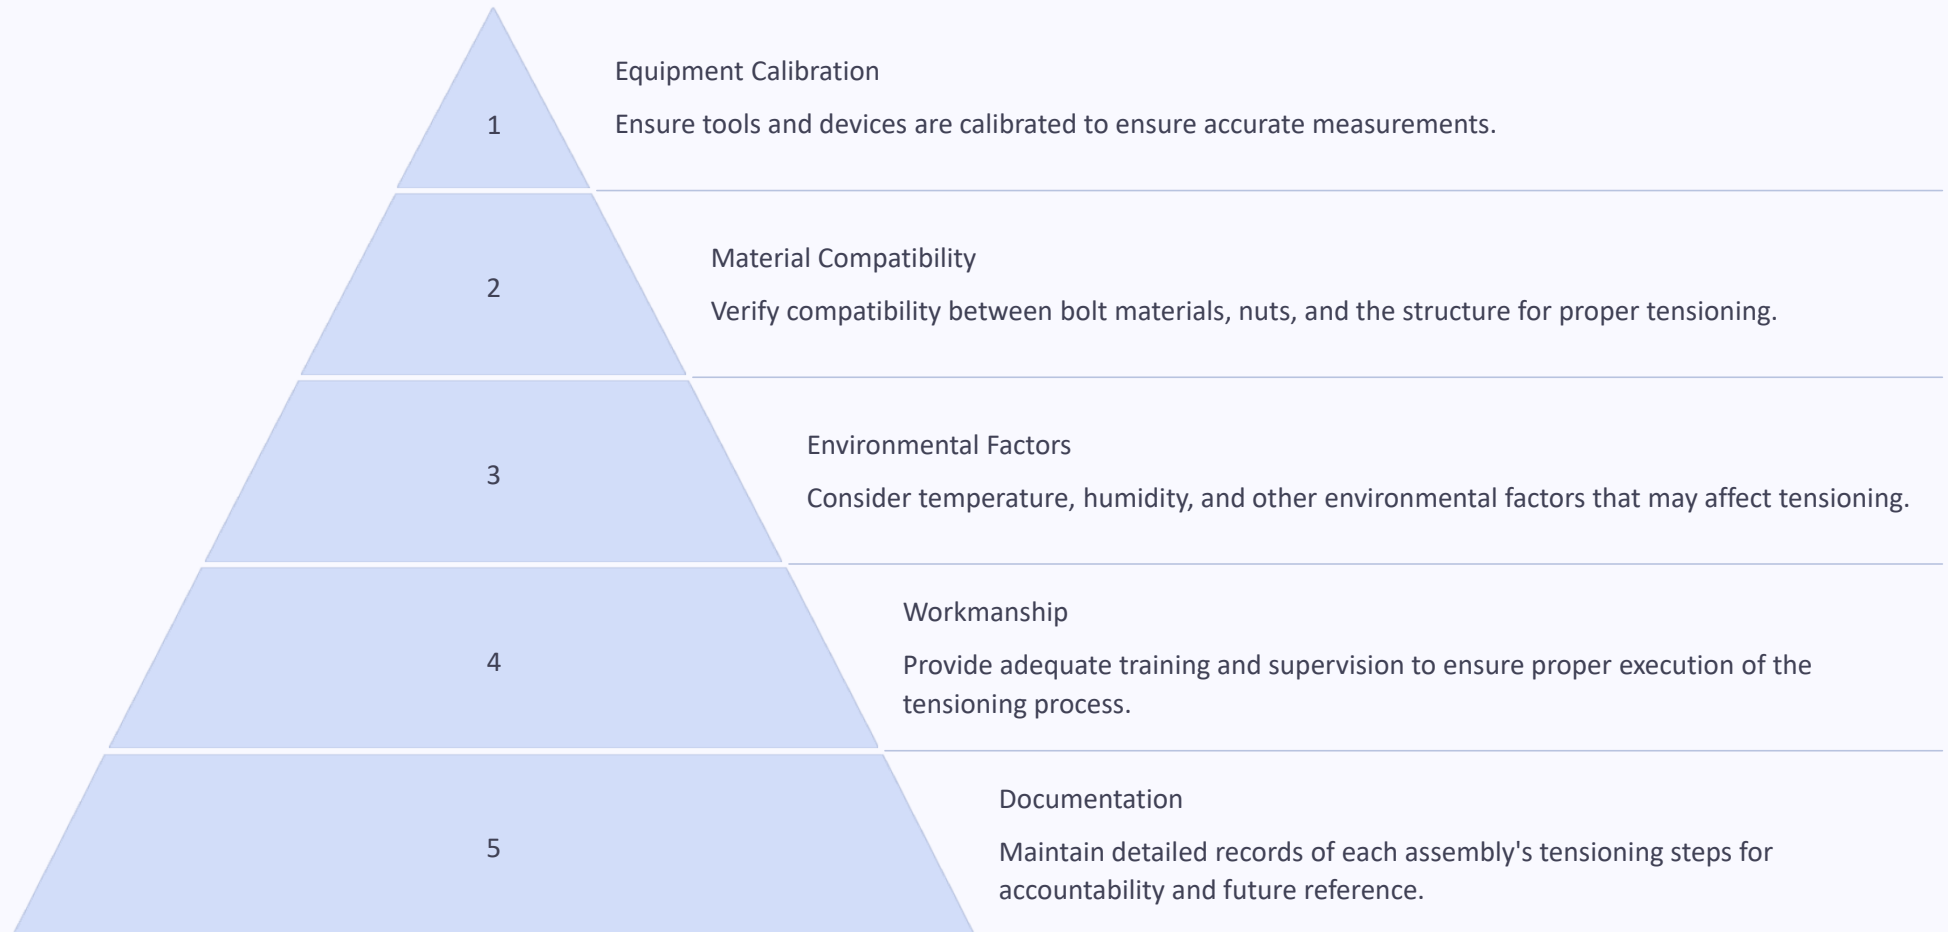 1
Equipment Calibration
Ensure tools and devices are calibrated to ensure accurate measurements.
2
Material Compatibility
Verify compatibility between bolt materials, nuts, and the structure for proper tensioning.
3
Environmental Factors
Consider temperature, humidity, and other environmental factors that may affect tensioning.
4
Workmanship
Provide adequate training and supervision to ensure proper execution of the
tensioning process.
5
Documentation
Maintain detailed records of each assembly's tensioning steps for
accountability and future reference.